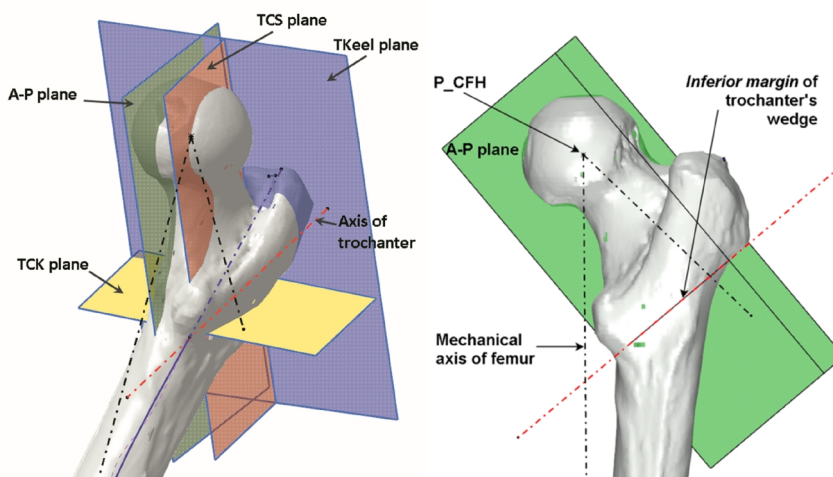 TCS plane
TKeel plane
A-P plane
Axis of
trochanter
TCK plane
P_CFH
Inferior margin of
trochanter's
wedge
A-P plane
Mechanical
axis of femur